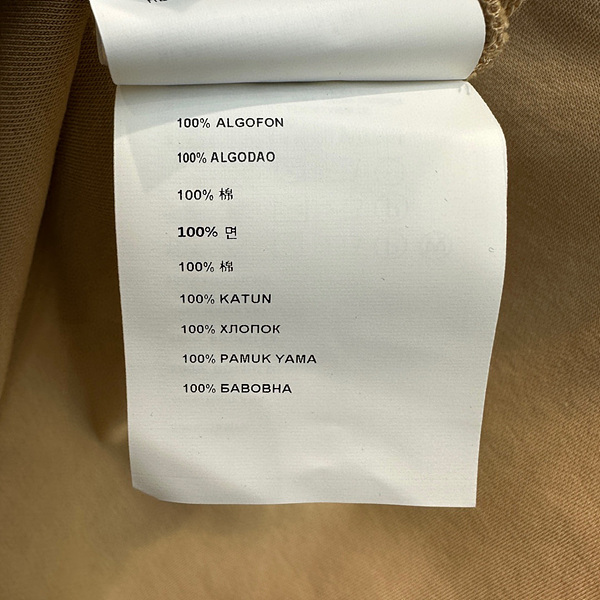 100% ALGOFON
100% ALGODAO
100% 棉
100% 면
100% 棉
100% KATUN
100% ХЛОПОК
100% PAMUK YAMA
100% БАВОВНА